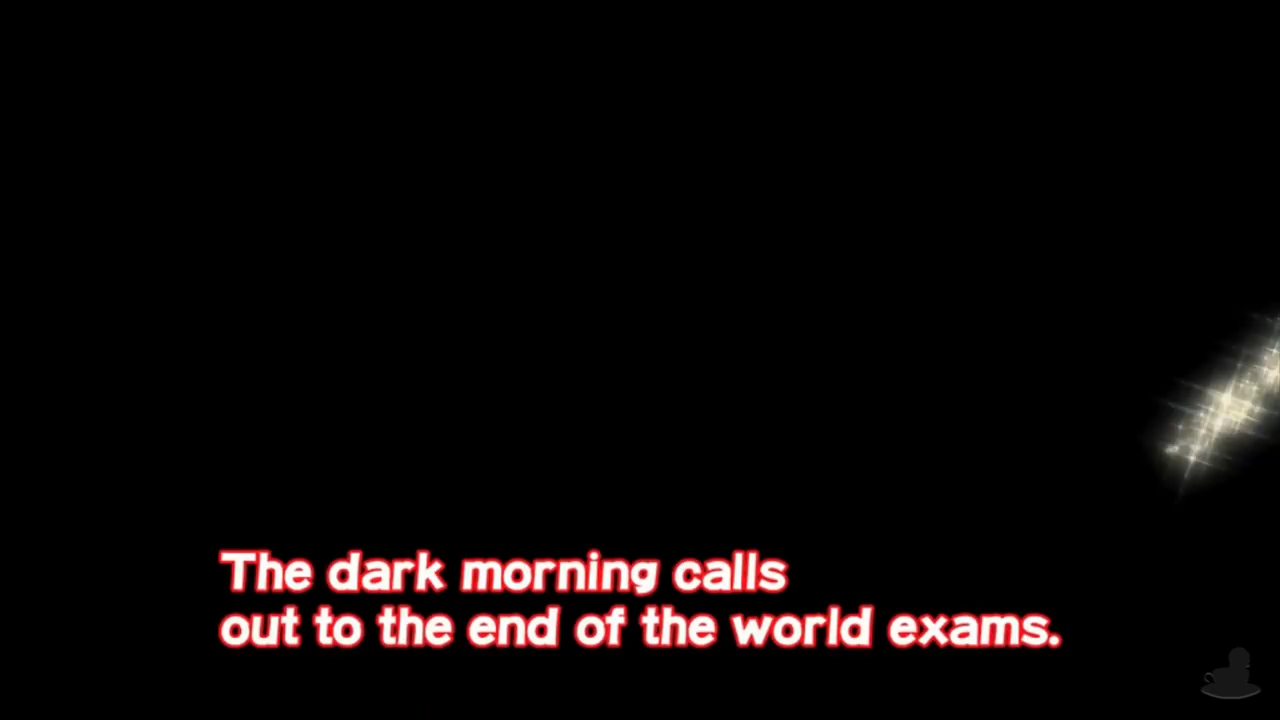 The dark morning calls
out to the end of the world exams.